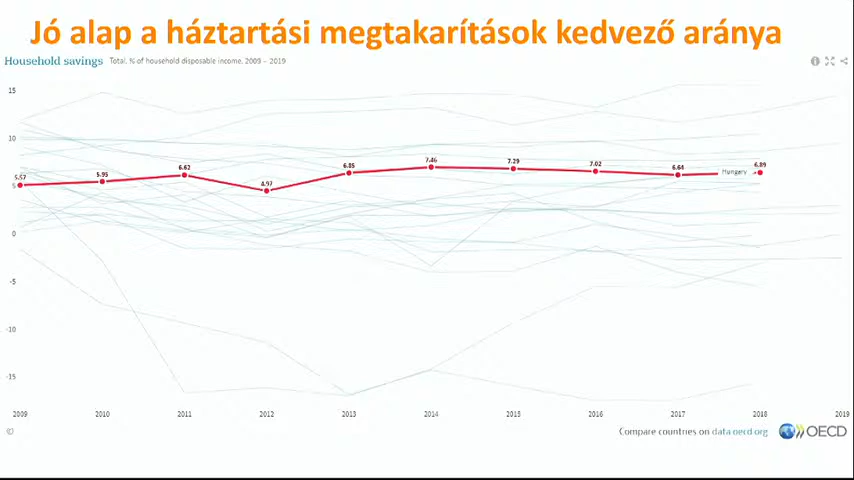 Jó alap a háztartási megtakarítások kedvező aránya
Household savings Total, % of household disposable income, 2009 – 2019
15
10
5
0
-5
-10
-15
5.57 5.95 6.62 4.97 6.85 7.46 7.29 7.02 6.64 Hungary 6.89
2009 2010 2011 2012 2013 2014 2015 2016 2017 2018 2019
©
Compare countries on data.oecd.org OECD